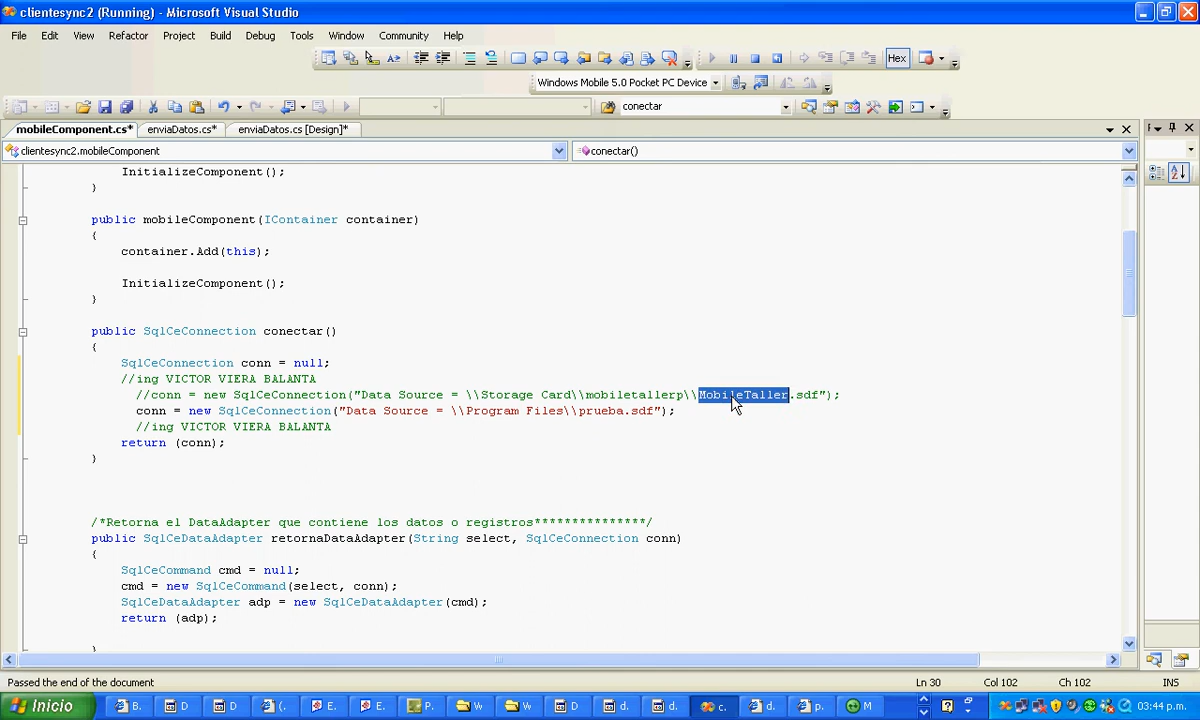 clientesync2 (Running) - Microsoft Visual Studio
File Edit View Refactor Project Build Debug Tools Window Community Help
Hex
Windows Mobile 5.0 Pocket PC Device
conectar
mobileComponent.cs* enviaDatos.cs* enviaDatos.cs [Design]*
clientesync2.mobileComponent conectar()
InitializeComponent();
}
public mobileComponent(IContainer container)
{
container.Add(this);
InitializeComponent();
}
public SqlCeConnection conectar()
{
SqlCeConnection conn = null;
//ing VICTOR VIERA BALANTA
//conn = new SqlCeConnection("Data Source = \\Storage Card\\mobiletallerp\\MobileTaller.sdf");
conn = new SqlCeConnection("Data Source = \\Program Files\\prueba.sdf");
//ing VICTOR VIERA BALANTA
return (conn);
}
/*Retorna el DataAdapter que contiene los datos o registros***************/
public SqlCeDataAdapter retornaDataAdapter(String select, SqlCeConnection conn)
{
SqlCeCommand cmd = null;
cmd = new SqlCeCommand(select, conn);
SqlCeDataAdapter adp = new SqlCeDataAdapter(cmd);
return (adp);
}
Passed the end of the document Ln 30 Col 102 Ch 102 INS
Inicio B. D D (. E. E. P. W W D d. d. c. d. p. M 03:44 p.m.